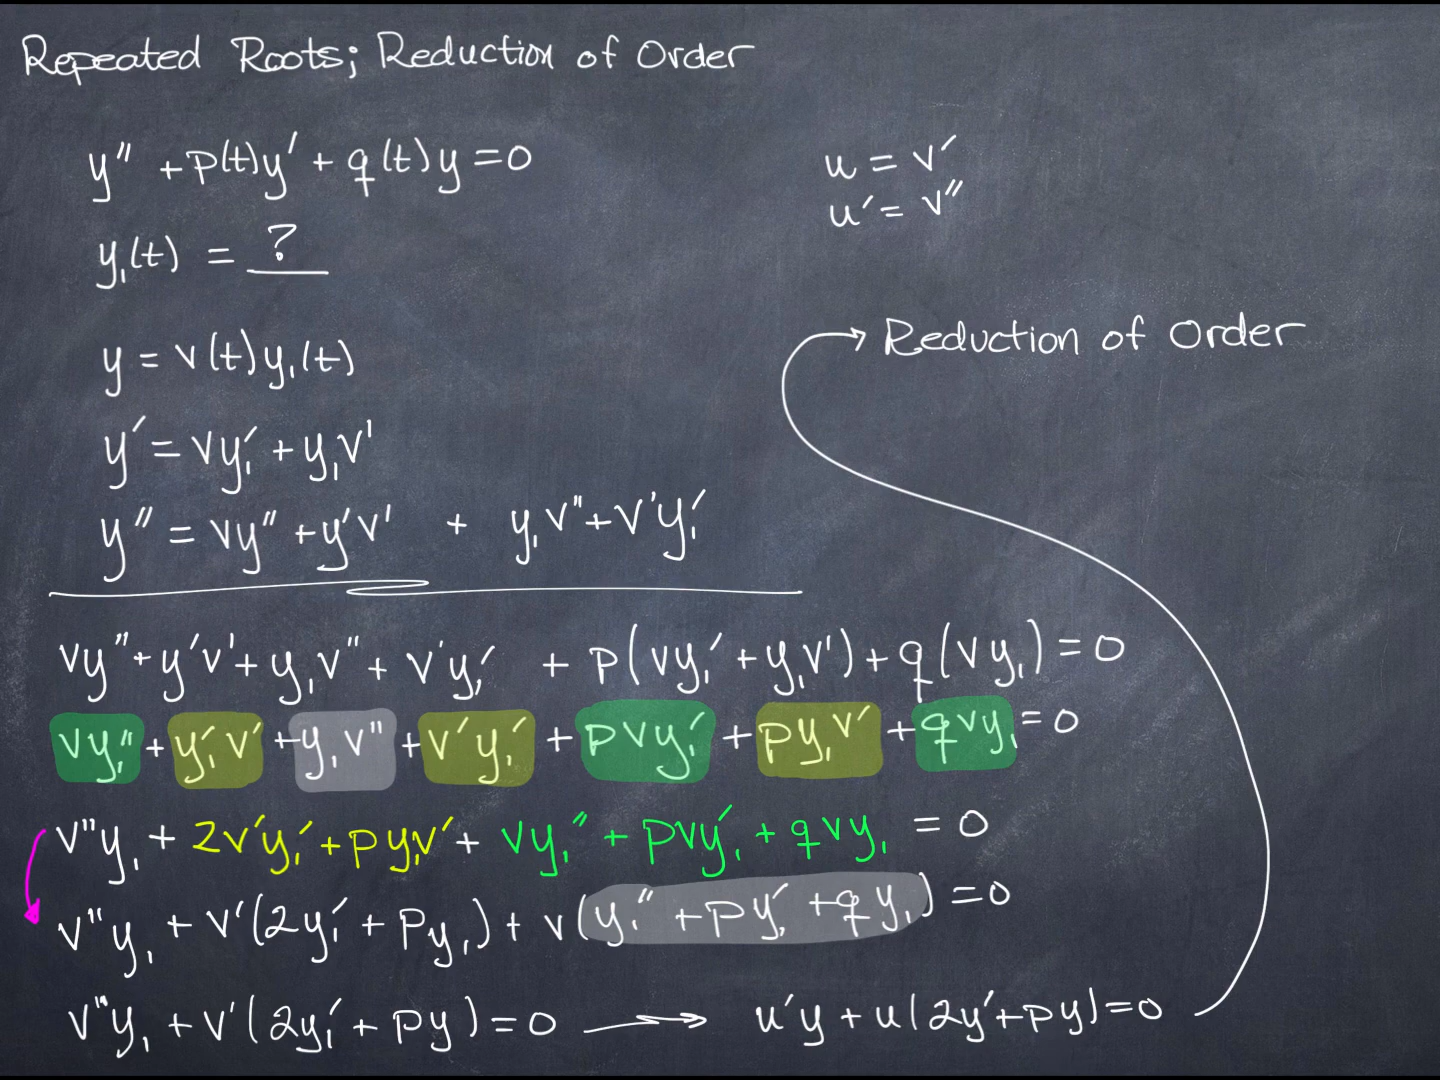 Repeated Roots; Reduction of Order
y'' + p(t)y' + q(t)y = 0
y₁(t) = ?
y = v(t)y₁(t)
y' = vy₁' + y₁v'
y'' = vy'' + y'v' + y₁v'' + v'y₁'
u = v'
u' = v''
Reduction of Order
vy'' + y'v' + y₁v'' + v'y₁' + p(vy₁' + y₁v') + q(vy₁) = 0
vy₁'' + y₁'v' + y₁v'' + v'y₁' + pvy₁' + py₁v' + qvy₁ = 0
v''y₁ + 2v'y₁' + py₁v' + vy₁'' + pvy₁' + qvy₁ = 0
v''y₁ + v'(2y₁' + py₁) + v(y₁'' + py₁' + qy₁) = 0
v''y₁ + v'(2y₁' + py) = 0 → u'y + u(2y' + py) = 0